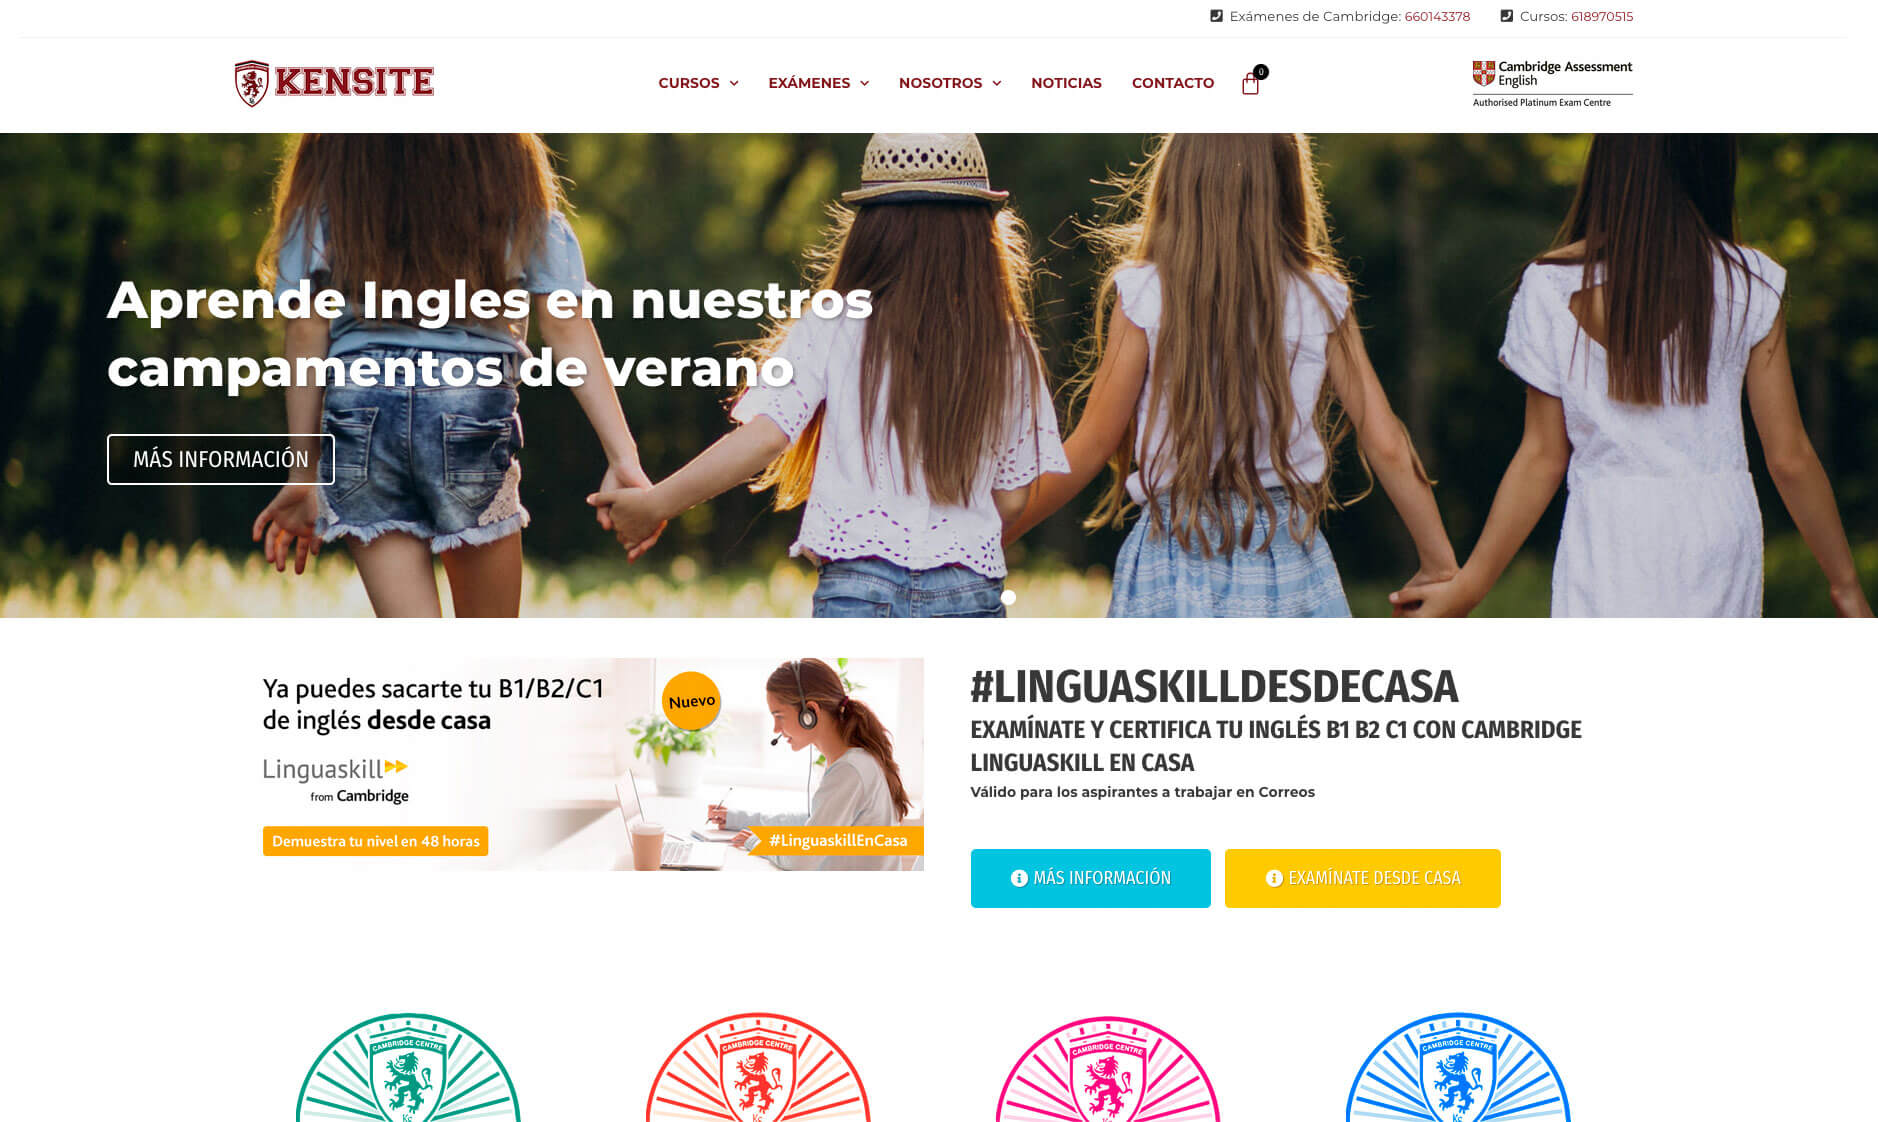 Exámenes de Cambridge: 660143378
Cursos: 618970515
KENSITE
CURSOS
EXÁMENES
NOSOTROS
NOTICIAS
CONTACTO
0
Cambridge Assessment
English
Authorised Platinum Exam Centre
Aprende Ingles en nuestros
campamentos de verano
MÁS INFORMACIÓN
Ya puedes sacarte tu B1/B2/C1
de inglés desde casa
Nuevo
Linguaskill
from Cambridge
Demuestra tu nivel en 48 horas
#LinguaskillEnCasa
#LINGUASKILLDESDECASA
EXAMÍNATE Y CERTIFICA TU INGLÉS B1 B2 C1 CON CAMBRIDGE
LINGUASKILL EN CASA
Válido para los aspirantes a trabajar en Correos
MÁS INFORMACIÓN
EXAMÍNATE DESDE CASA
CAMBRIDGE CENTRE
Ks
CAMBRIDGE CENTRE
Ks
CAMBRIDGE CENTRE
Ks
CAMBRIDGE CENTRE
Ks